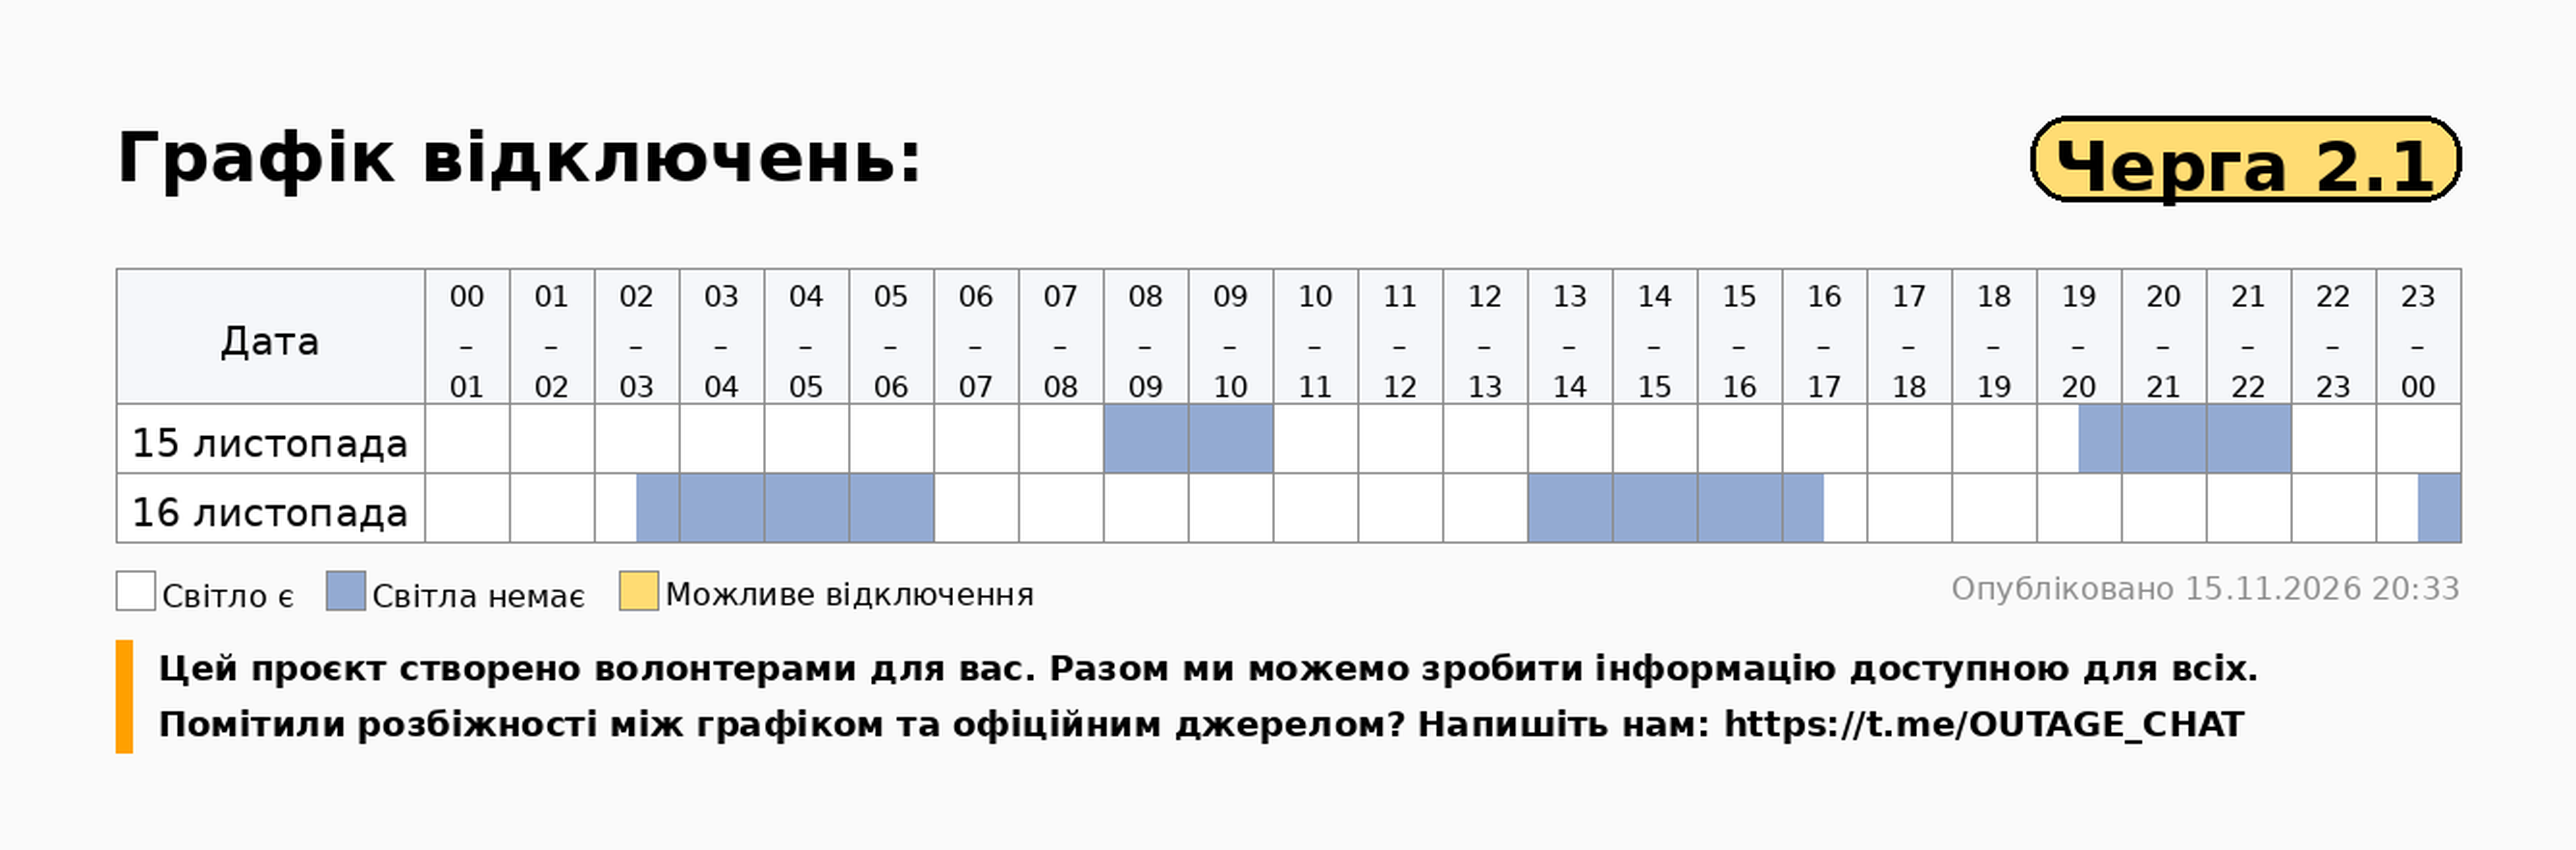 Графік відключень:
Черга 2.1
Дата
00 – 01
01 – 02
02 – 03
03 – 04
04 – 05
05 – 06
06 – 07
07 – 08
08 – 09
09 – 10
10 – 11
11 – 12
12 – 13
13 – 14
14 – 15
15 – 16
16 – 17
17 – 18
18 – 19
19 – 20
20 – 21
21 – 22
22 – 23
23 – 00
15 листопада
16 листопада
Світло є
Світла немає
Можливе відключення
Опубліковано 15.11.2026 20:33
Цей проєкт створено волонтерами для вас. Разом ми можемо зробити інформацію доступною для всіх.
Помітили розбіжності між графіком та офіційним джерелом? Напишіть нам: https://t.me/OUTAGE_CHAT